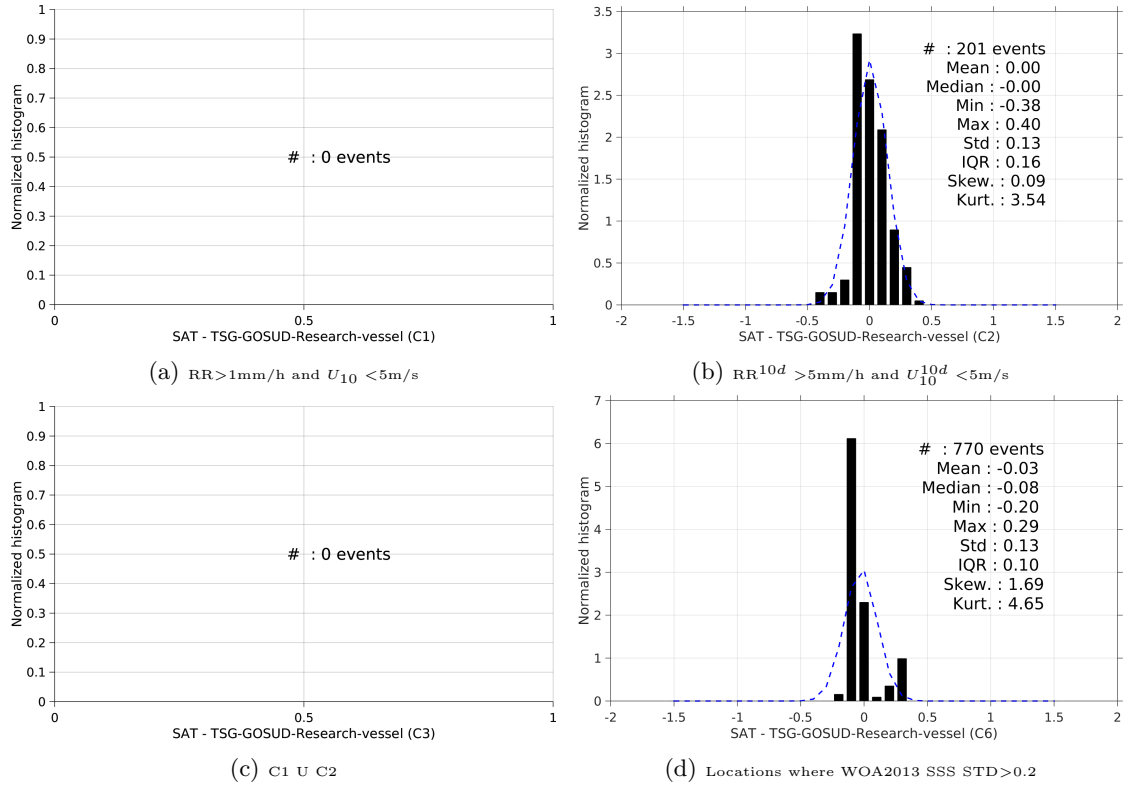 1
0.9
0.8
0.7
0.6
0.5
0.4
0.3
0.2
0.1
0
0
0.5
1
Normalized histogram
# : 0 events
SAT - TSG-GOSUD-Research-vessel (C1)
(a) RR>1mm/h and U10 <5m/s
3.5
3
2.5
2
1.5
1
0.5
0
-2
-1.5
-1
-0.5
0
0.5
1
1.5
2
Normalized histogram
# : 201 events
Mean : 0.00
Median : -0.00
Min : -0.38
Max : 0.40
Std : 0.13
IQR : 0.16
Skew. : 0.09
Kurt. : 3.54
SAT - TSG-GOSUD-Research-vessel (C2)
(b) RR10d >5mm/h and U10d10 <5m/s
1
0.9
0.8
0.7
0.6
0.5
0.4
0.3
0.2
0.1
0
0
0.5
1
Normalized histogram
# : 0 events
SAT - TSG-GOSUD-Research-vessel (C3)
(c) C1 U C2
7
6
5
4
3
2
1
0
-2
-1.5
-1
-0.5
0
0.5
1
1.5
2
Normalized histogram
# : 770 events
Mean : -0.03
Median : -0.08
Min : -0.20
Max : 0.29
Std : 0.13
IQR : 0.10
Skew. : 1.69
Kurt. : 4.65
SAT - TSG-GOSUD-Research-vessel (C6)
(d) Locations where WOA2013 SSS STD>0.2